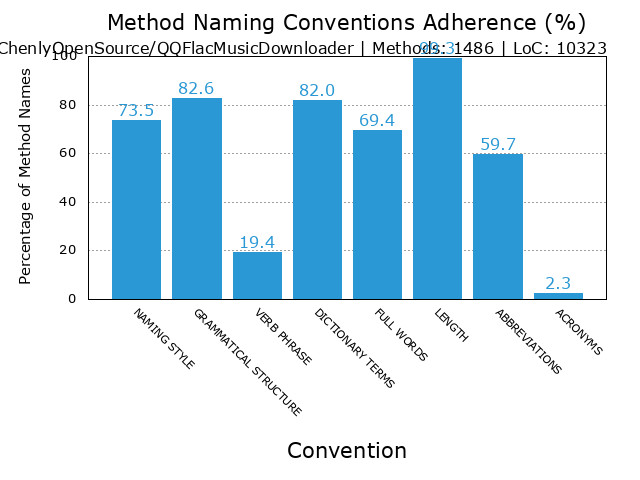 Method Naming Conventions Adherence (%)
ChenlyOpenSource/QQFlacMusicDownloader | Methods: 1486 | LoC: 10323
Percentage of Method Names
100
80
60
40
20
0
73.5
82.6
19.4
82.0
69.4
99.3
59.7
2.3
NAMING STYLE
GRAMMATICAL STRUCTURE
VERB PHRASE
DICTIONARY TERMS
FULL WORDS
LENGTH
ABBREVIATIONS
ACRONYMS
Convention